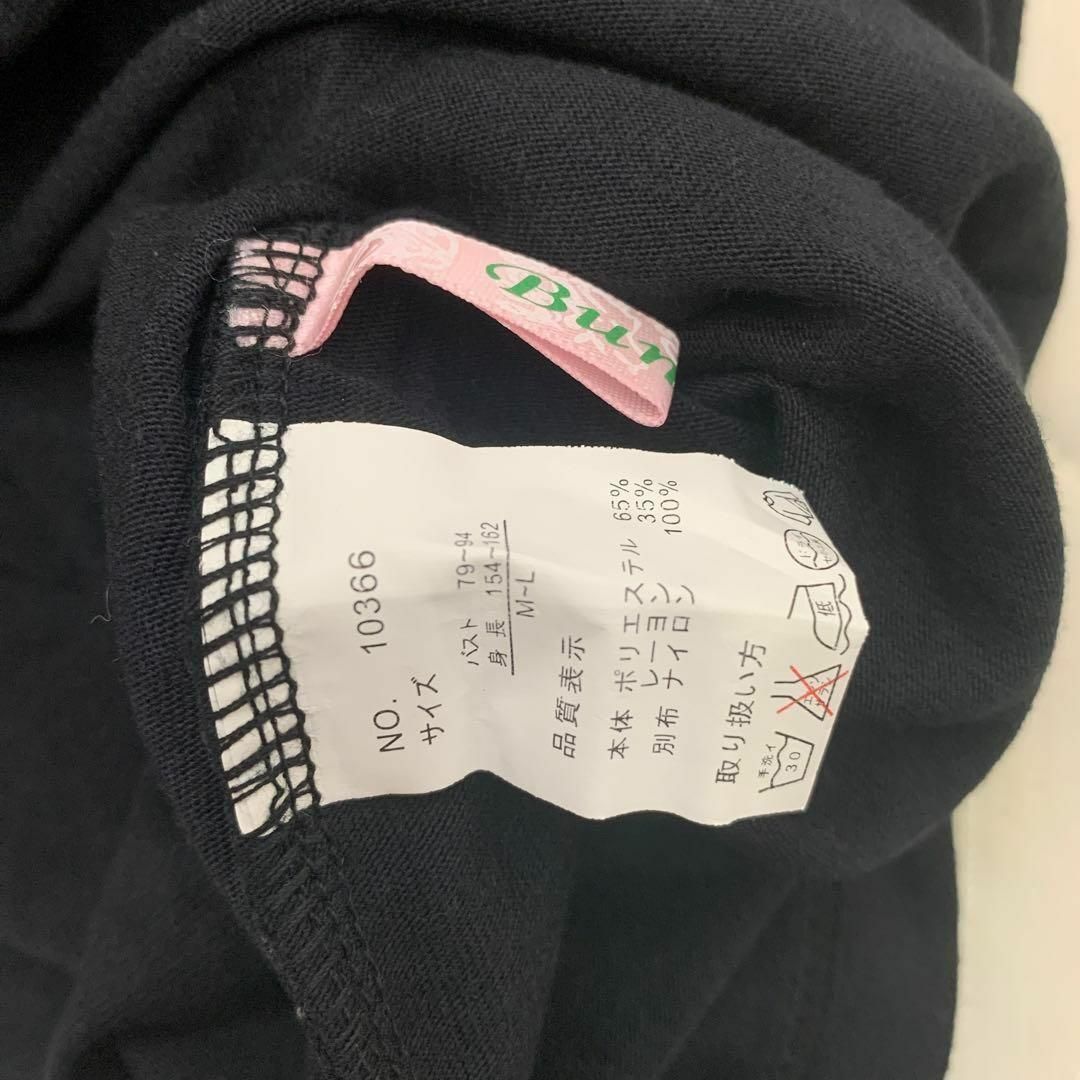 Bun
NO. 10366
サイズ
バスト 79~94
身長 154~162
M~L
品質表示
本体 ポリエステル 65%
レーヨン 35%
別布 ナイロン 100%
取り扱い方
手洗イ
30
低